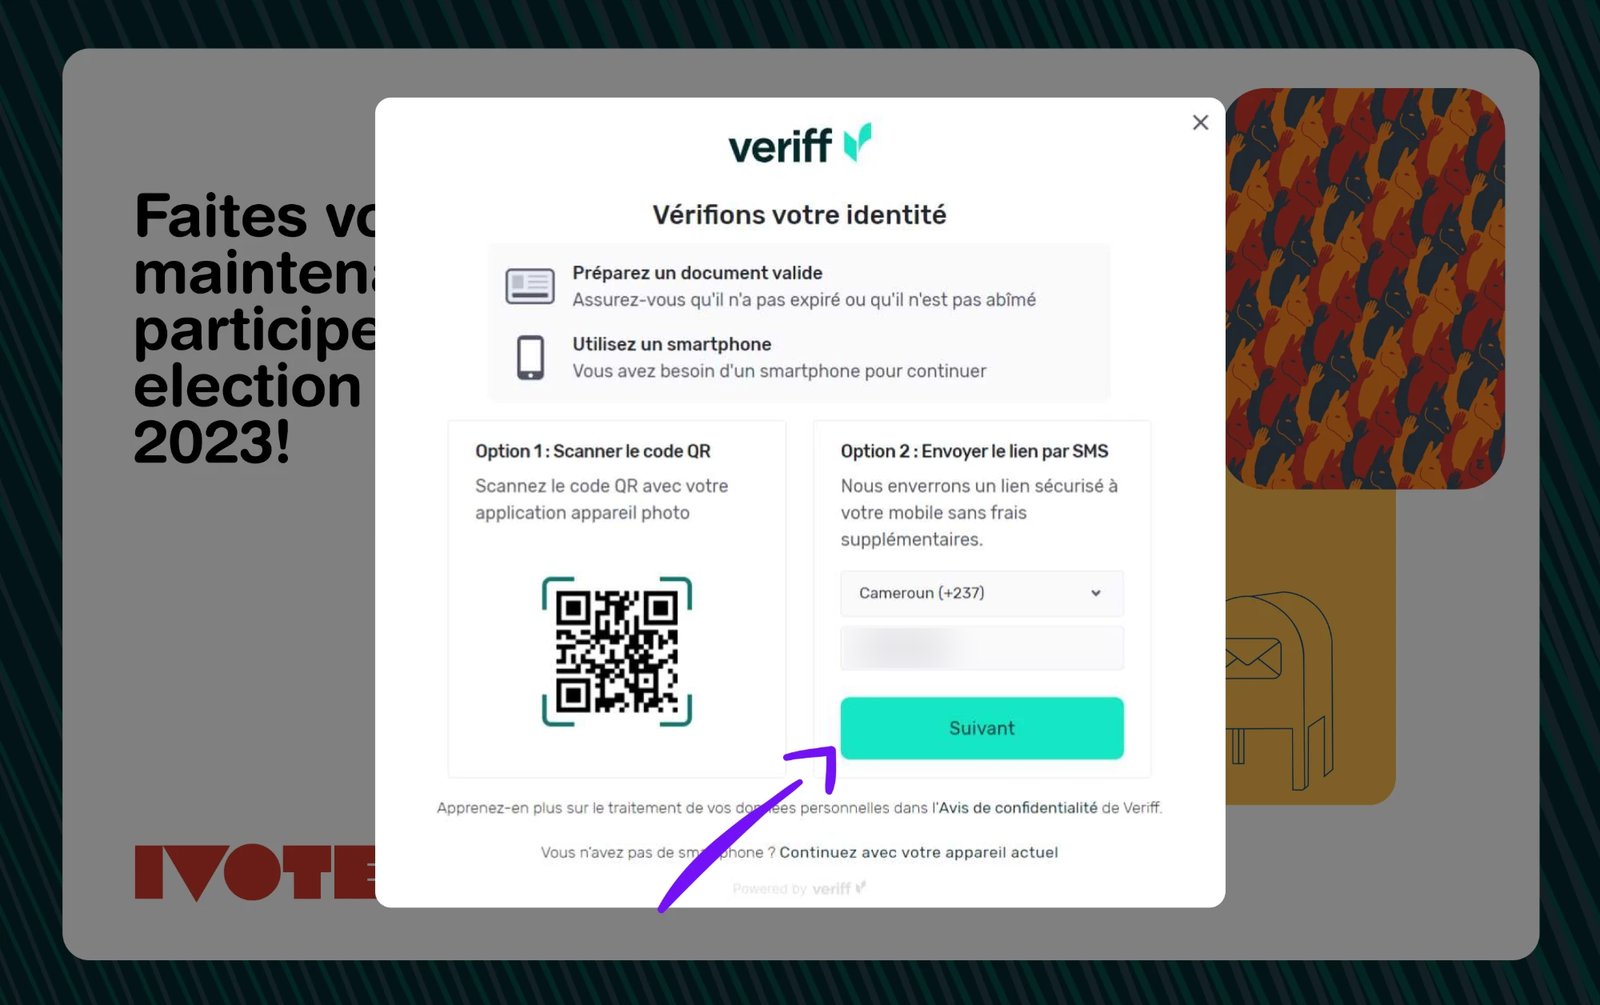 veriff
Vérifions votre identité
Préparez un document valide
Assurez-vous qu'il n'a pas expiré ou qu'il n'est pas abîmé
Utilisez un smartphone
Vous avez besoin d'un smartphone pour continuer
Faites
maintena
participe
election
2023!
Option 1 : Scanner le code QR
Scannez le code QR avec votre
application appareil photo
Option 2 : Envoyer le lien par SMS
Nous enverrons un lien sécurisé à
votre mobile sans frais
supplémentaires.
Cameroun (+237)
Suivant
Apprenez-en plus sur le traitement de vos données personnelles dans l'Avis de confidentialité de Veriff.
Vous n'avez pas de smartphone ? Continuez avec votre appareil actuel
Powered by veriff
IVOTE